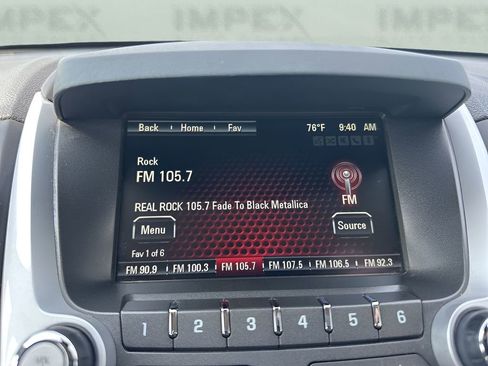 IMPEX IMPEX IMPEX
Back Home Fav 76°F 9:40 AM
Rock
FM 105.7
REAL ROCK 105.7 Fade To Black Metallica
FM
Menu Source
Fav 1 of 6
FM 90.9 FM 100.3 FM 105.7 FM 107.5 FM 106.5 FM 92.3
1 2 3 4 5 6